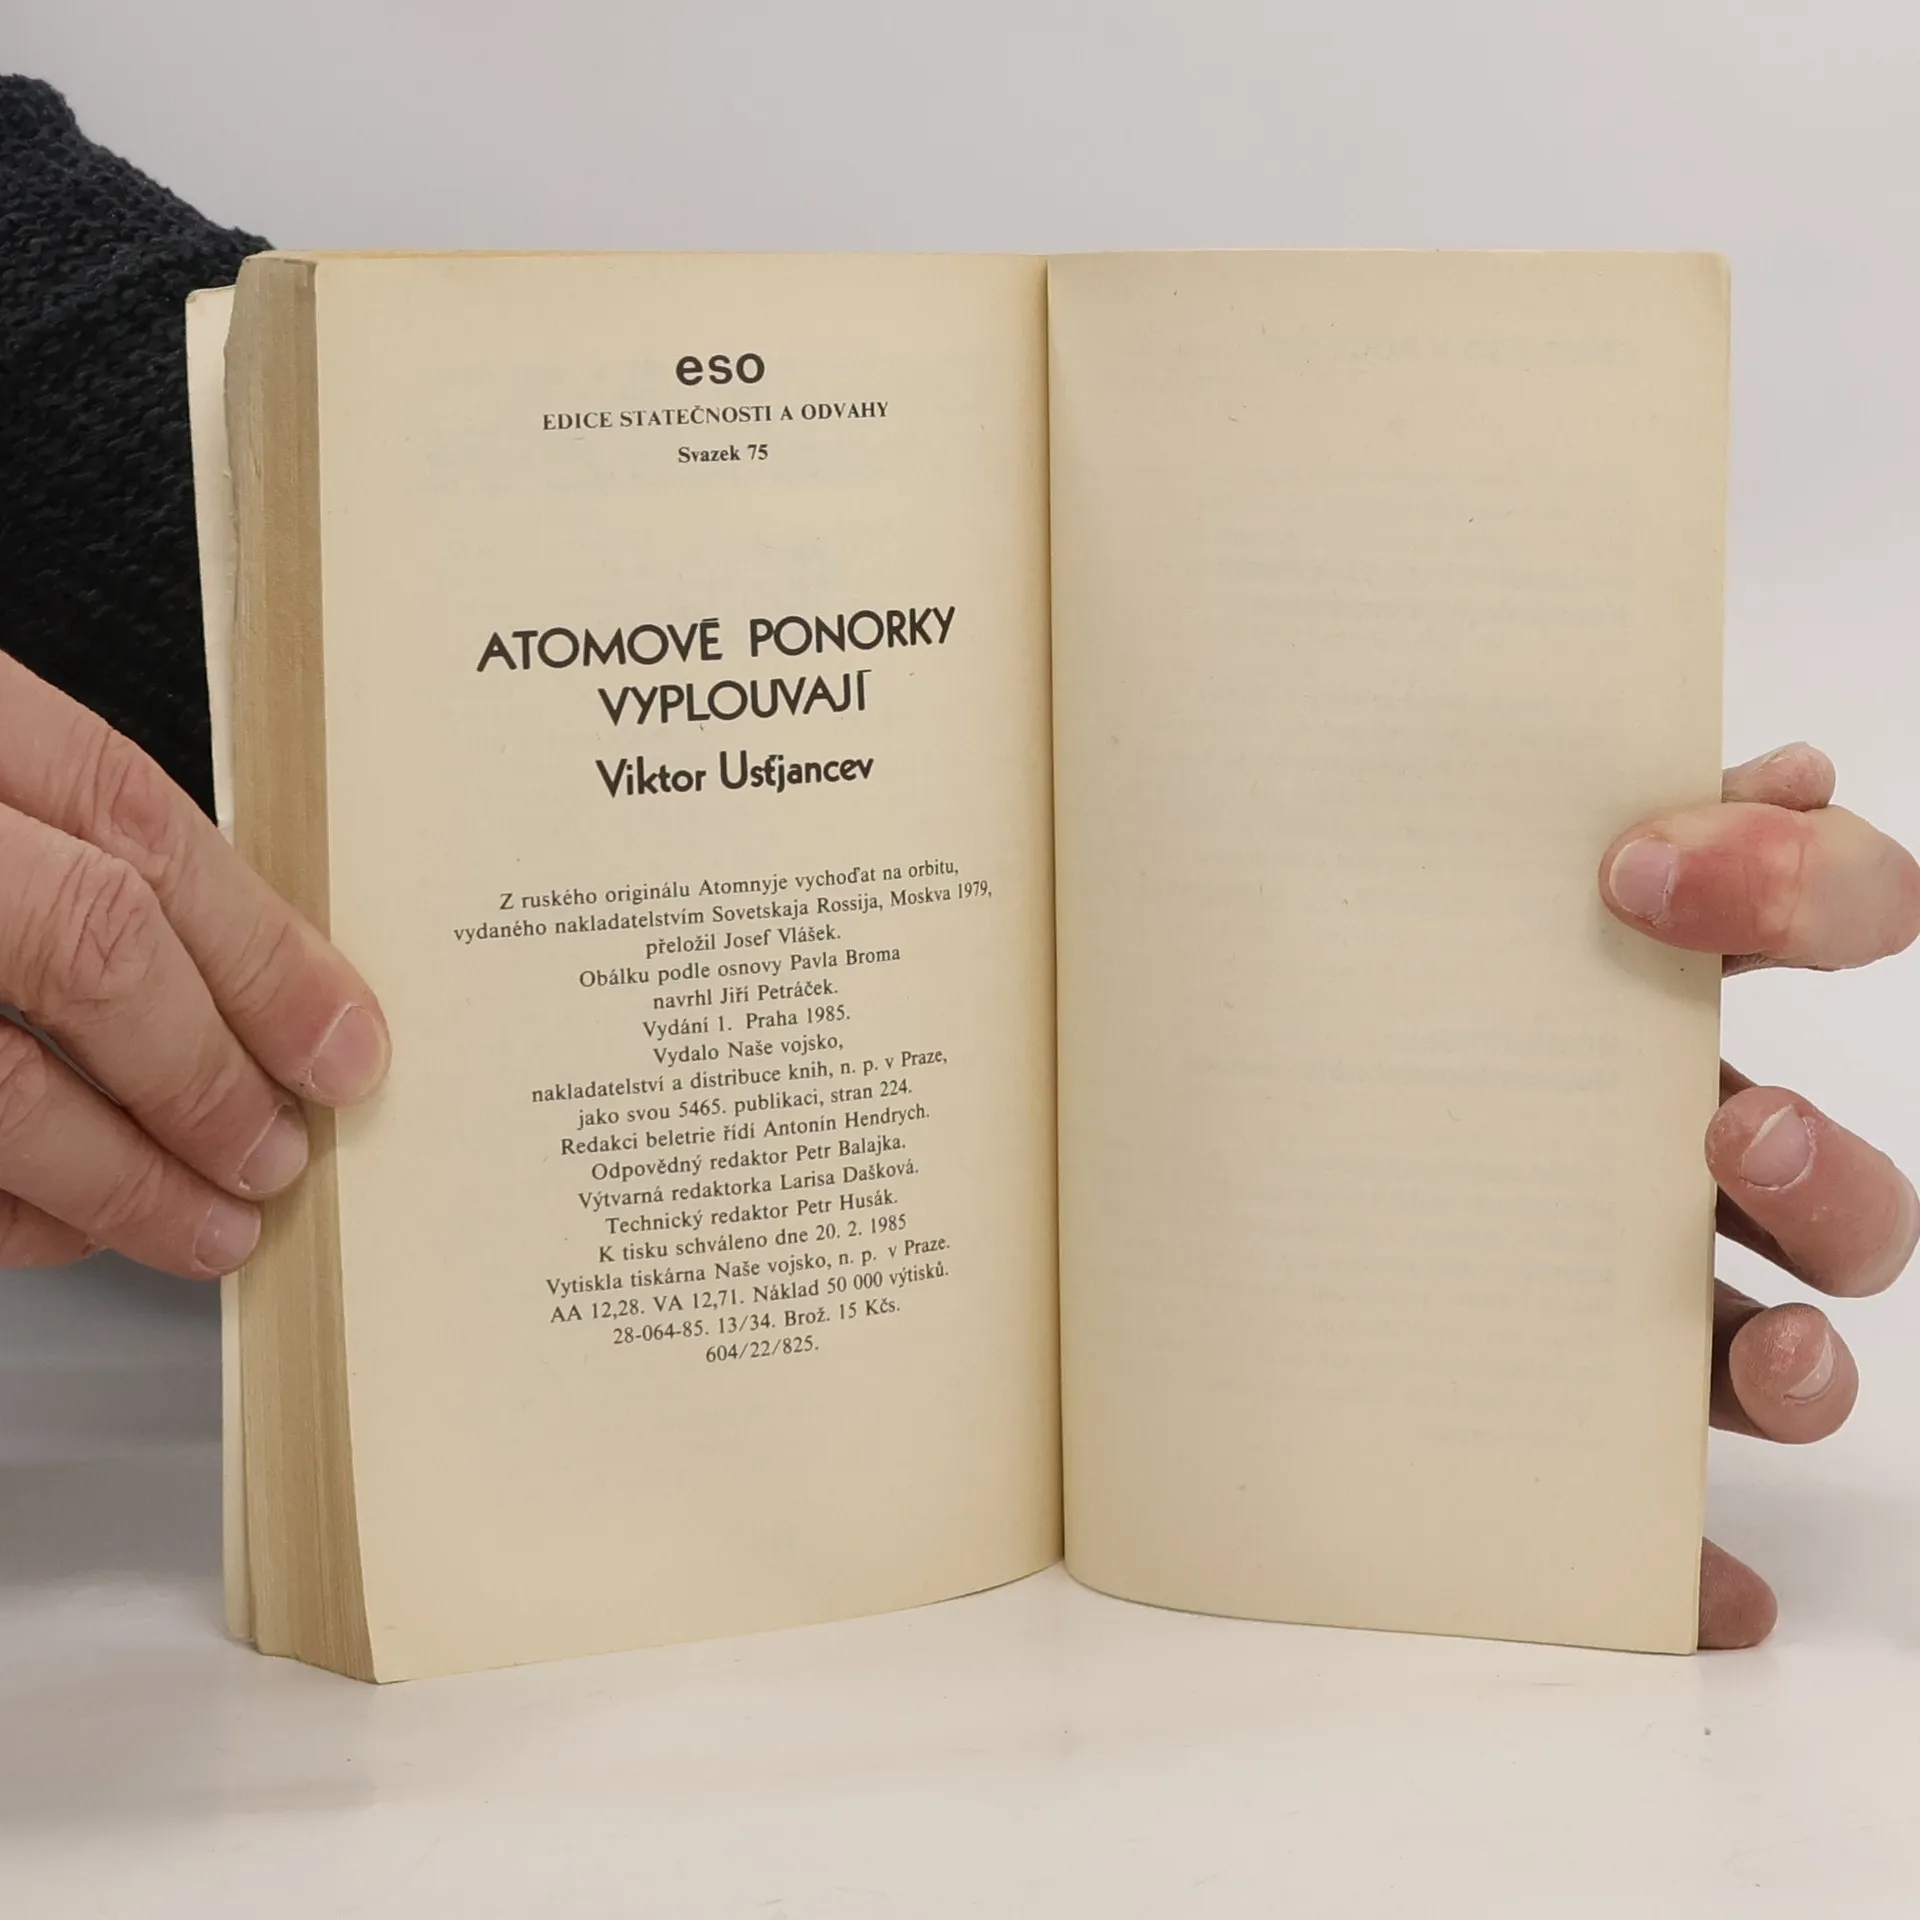 eso
EDICE STATEČNOSTI A ODVAHY
Svazek 75
ATOMOVÉ PONORKY
VYPLOUVAJÍ
Viktor Usťjancev
Z ruského originálu Atomnyje vychoďat na orbitu,
vydaného nakladatelstvím Sovetskaja Rossija, Moskva 1979,
přeložil Josef Vlášek.
Obálku podle osnovy Pavla Broma
navrhl Jiří Petráček.
Vydání 1. Praha 1985.
Vydalo Naše vojsko,
nakladatelství a distribuce knih, n. p. v Praze,
jako svou 5465. publikaci, stran 224.
Redakci beletrie řídí Antonín Hendrych.
Odpovědný redaktor Petr Balajka.
Výtvarná redaktorka Larisa Dašková.
Technický redaktor Petr Husák.
K tisku schváleno dne 20. 2. 1985
Vytiskla tiskárna Naše vojsko, n. p. v Praze.
AA 12,28. VA 12,71. Náklad 50 000 výtisků.
28-064-85. 13/34. Brož. 15 Kčs.
604/22/825.